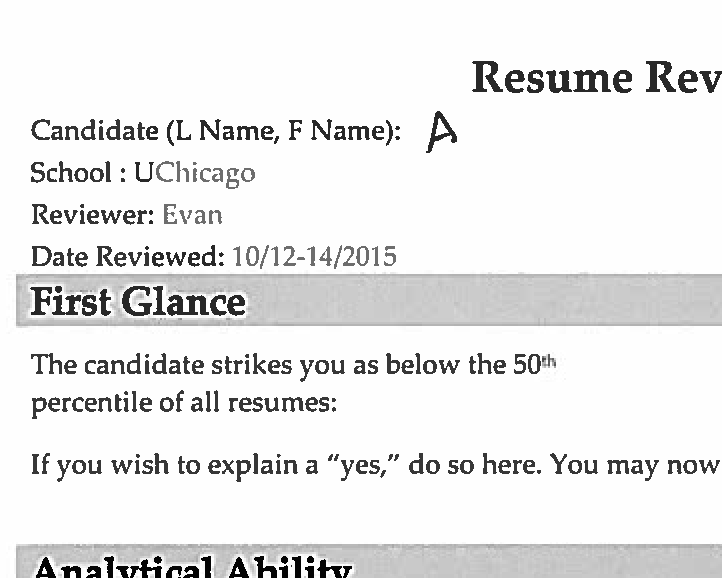 Resume Rev
Candidate (L Name, F Name): A
School : UChicago
Reviewer: Evan
Date Reviewed: 10/12-14/2015
First Glance
The candidate strikes you as below the 50th
percentile of all resumes:
If you wish to explain a “yes,” do so here. You may now
Analytical Ability